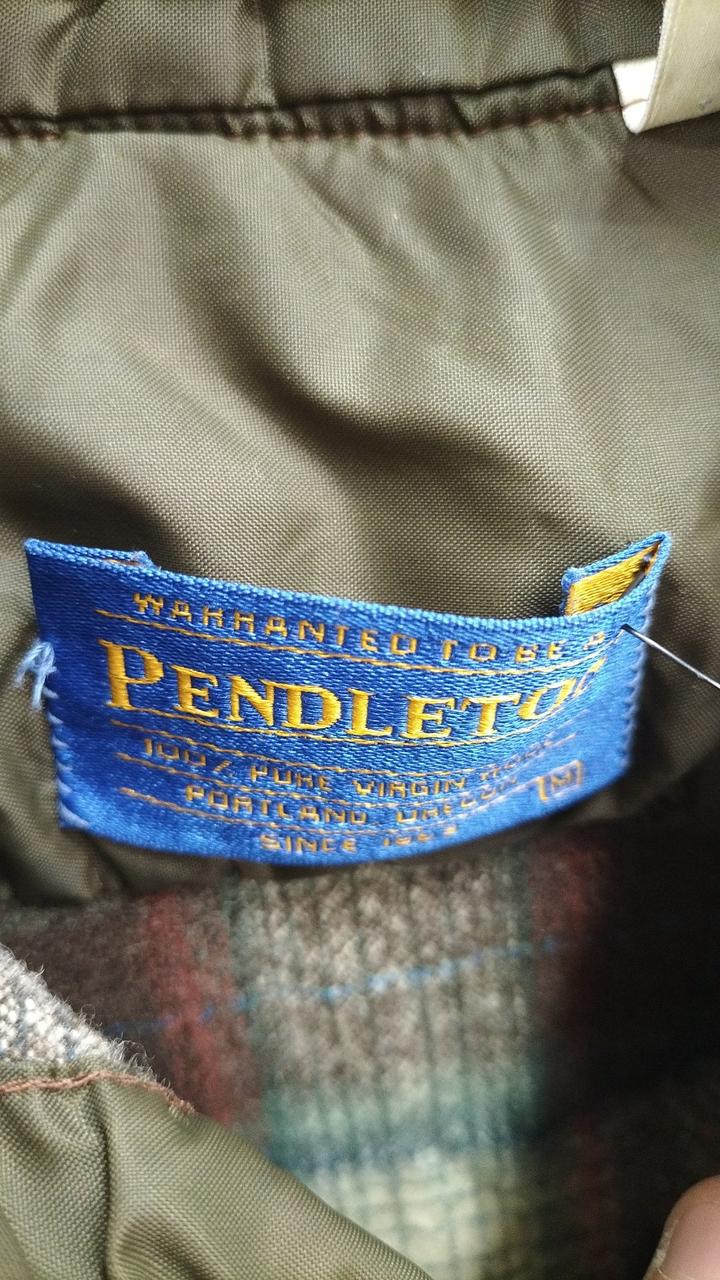 WARRANTED TO BE A
PENDLETON
100% PURE VIRGIN WOOL
PORTLAND, OREGON M
SINCE